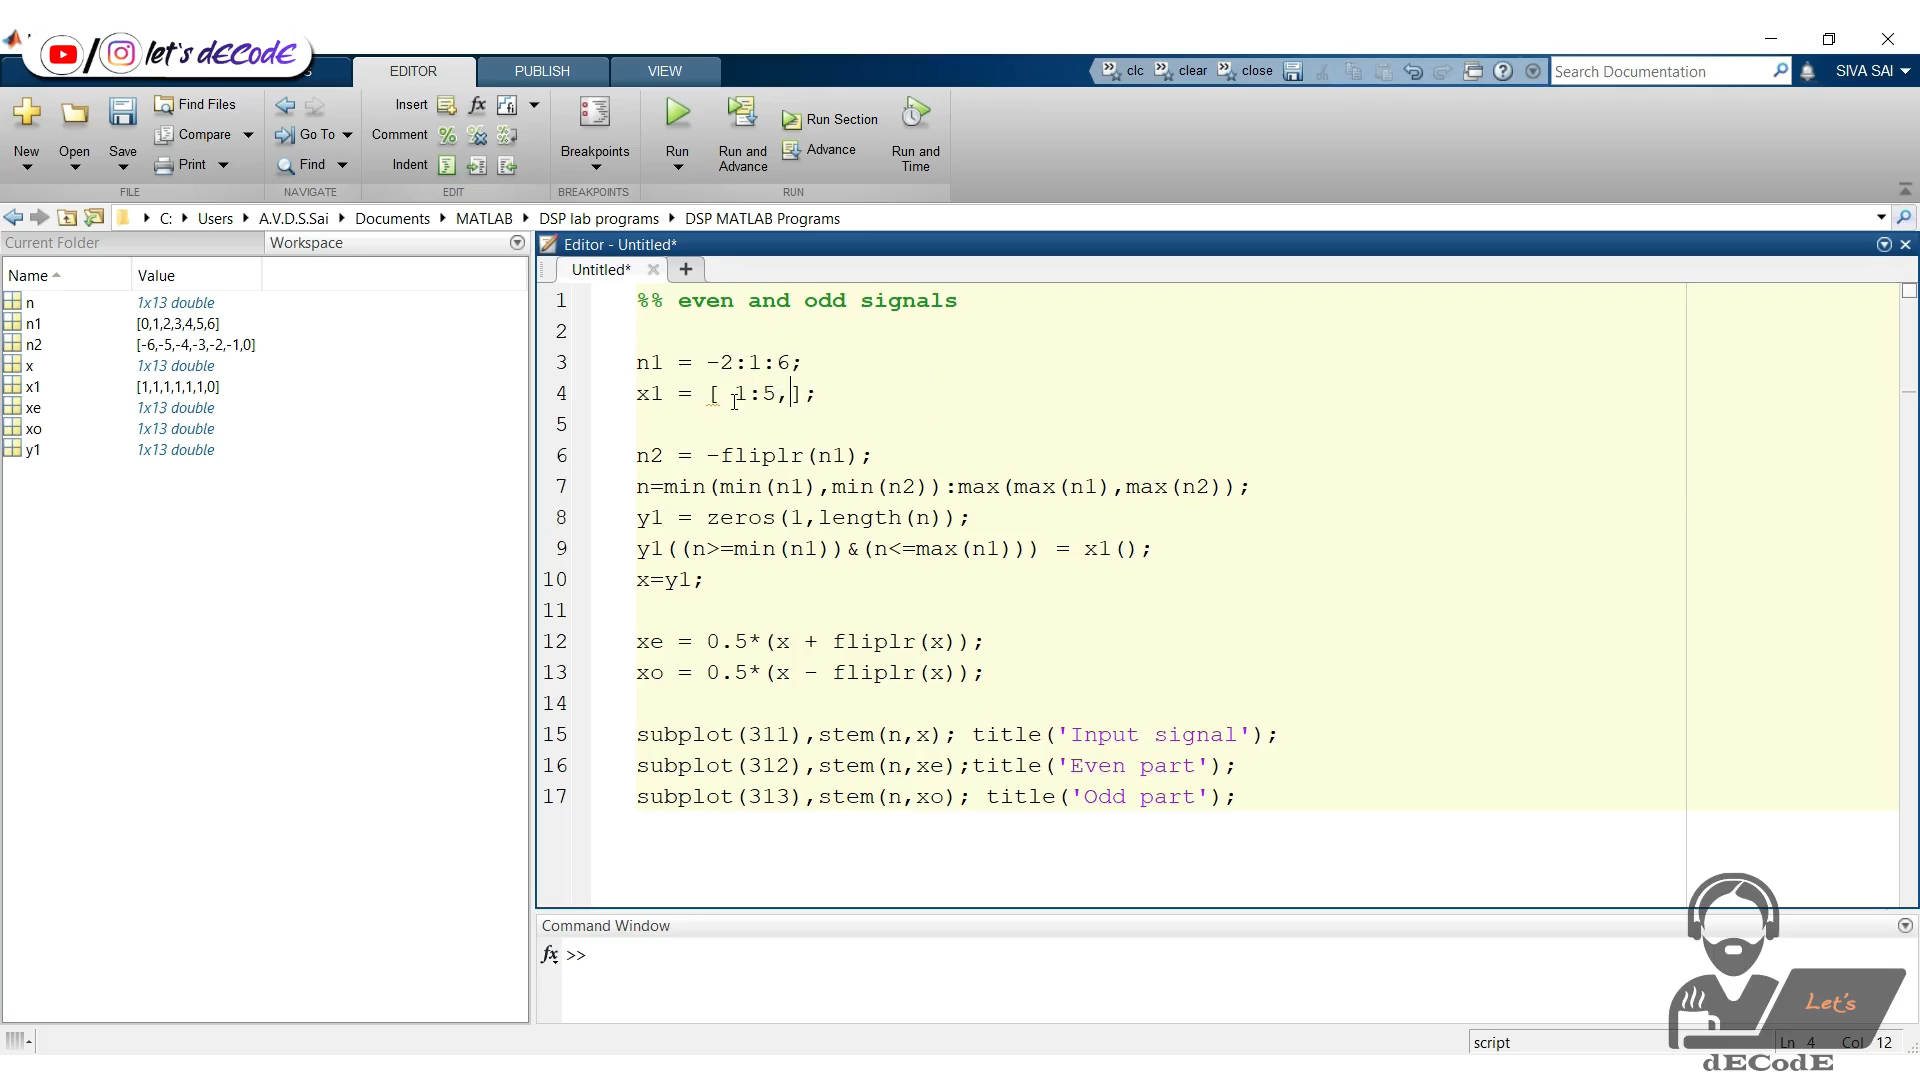 let's dECodE
S
EDITOR
PUBLISH
VIEW
clc
clear
close
Search Documentation
SIVA SAI
New
Open
Save
Find Files
Compare
Print
Go To
Find
Insert
Comment
Indent
Breakpoints
Run
Run and Advance
Run Section
Advance
Run and Time
FILE
NAVIGATE
EDIT
BREAKPOINTS
RUN
C: Users A.V.D.S.Sai Documents MATLAB DSP lab programs DSP MATLAB Programs
Current Folder
Workspace
Name Value
n 1x13 double
n1 [0,1,2,3,4,5,6]
n2 [-6,-5,-4,-3,-2,-1,0]
x 1x13 double
x1 [1,1,1,1,1,1,0]
xe 1x13 double
xo 1x13 double
y1 1x13 double
Editor - Untitled*
Untitled*
1 %% even and odd signals
2
3 n1 = -2:1:6;
4 x1 = [ 1:5,];
5
6 n2 = -fliplr(n1);
7 n=min(min(n1),min(n2)):max(max(n1),max(n2));
8 y1 = zeros(1,length(n));
9 y1((n>=min(n1))&(n<=max(n1))) = x1();
10 x=y1;
11
12 xe = 0.5*(x + fliplr(x));
13 xo = 0.5*(x - fliplr(x));
14
15 subplot(311),stem(n,x); title('Input signal');
16 subplot(312),stem(n,xe);title('Even part');
17 subplot(313),stem(n,xo); title('Odd part');
Command Window
fx >>
script
Ln 4 Col 12
Let's
dECodE